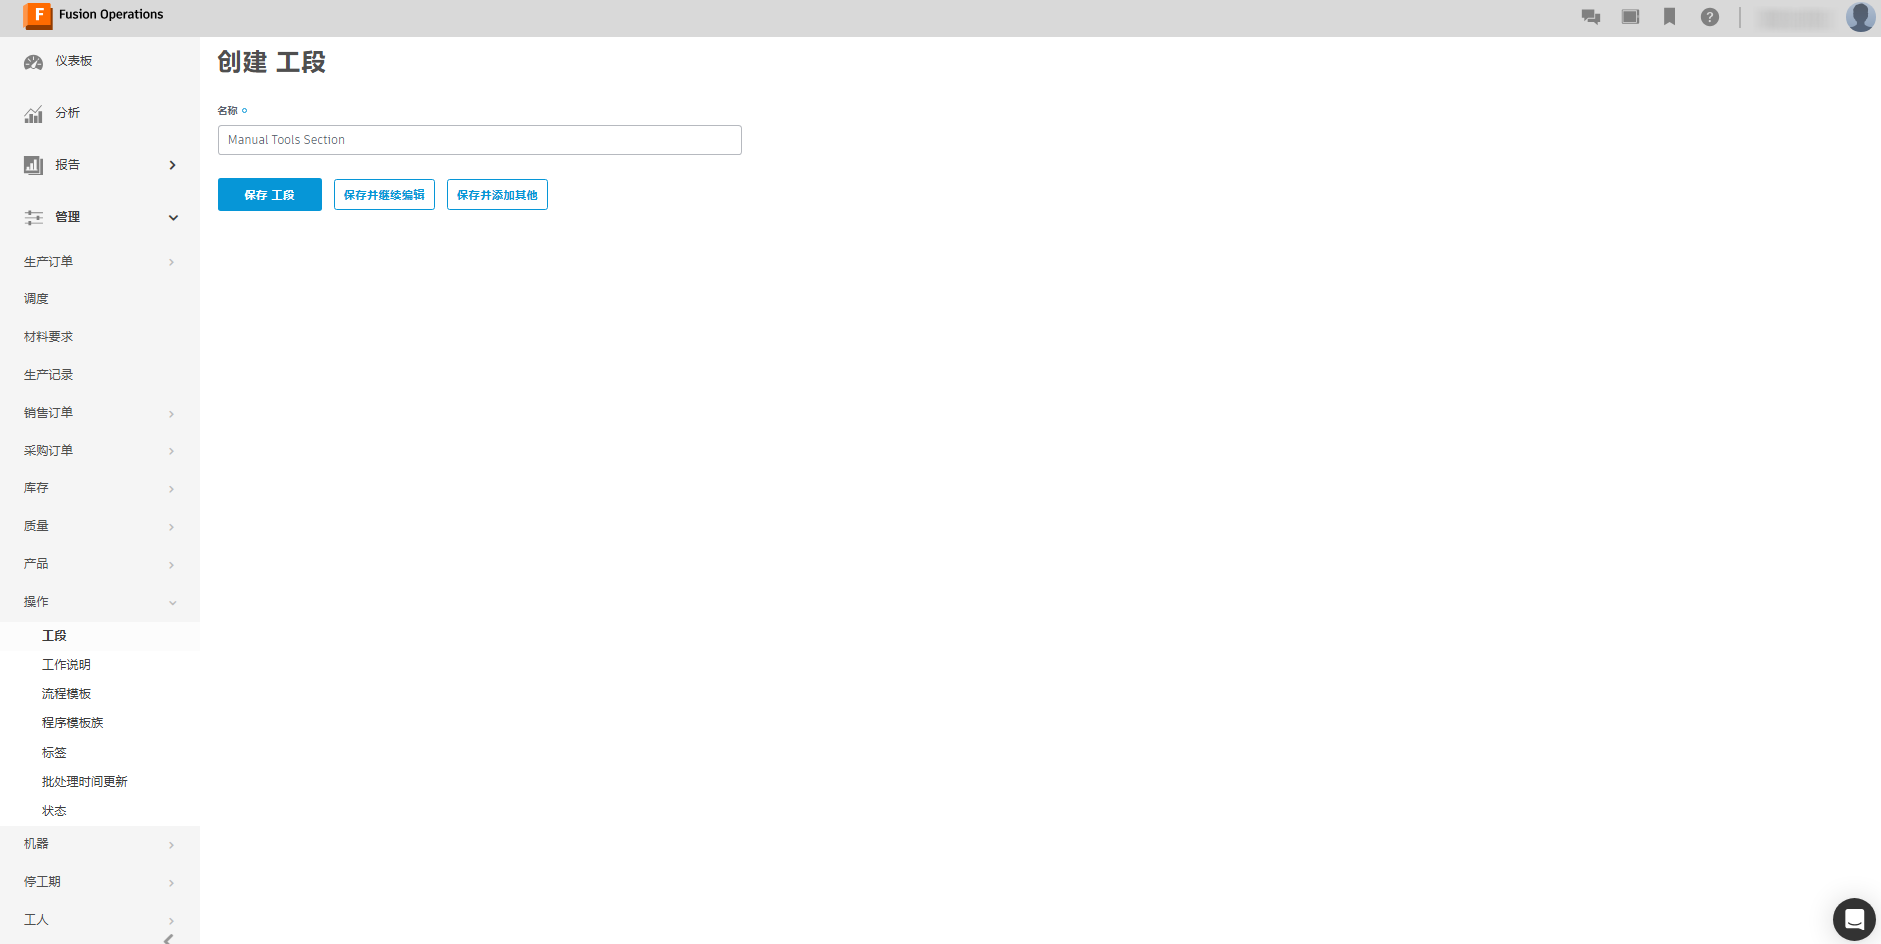 F Fusion Operations
?
仪表板
分析
报告
管理
生产订单
调度
材料要求
生产记录
销售订单
采购订单
库存
质量
产品
操作
工段
工作说明
流程模板
程序模板族
标签
批处理时间更新
状态
机器
停工期
工人
创建 工段
名称
Manual Tools Section
保存 工段 保存并继续编辑 保存并添加其他